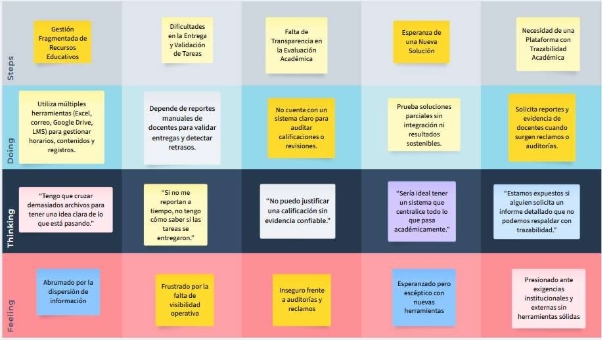 Steps
Gestión
Fragmentada de
Recursos
Educativos
Dificultades
en la Entrega
y Validación
de Tareas
Falta de
Transparencia en
la Evaluación
Académica
Esperanza de
una Nueva
Solución
Necesidad de una
Plataforma con
Trazabilidad
Académica
Doing
Utiliza múltiples
herramientas (Excel,
correo, Google Drive,
LMS) para gestionar
horarios, contenidos y
registros.
Depende de reportes
manuales de
docentes para validar
entregas y detectar
retrasos.
No cuenta con un
sistema claro para
auditar
calificaciones o
revisiones.
Prueba soluciones
parciales sin
integración ni
resultados
sostenibles.
Solicita reportes y
evidencia de
docentes cuando
surgen reclamos o
auditorías.
Thinking
"Tengo que cruzar
demasiados archivos para
tener una idea clara de lo
que está pasando."
"Si no me
reportan a
tiempo, no tengo
cómo saber si las
tareas se
entregaron."
"No puedo justificar
una calificación sin
evidencia confiable."
"Sería ideal tener
un sistema que
centralice todo lo
que pasa
académicamente."
"Estamos expuestos si
alguien solicita un
informe detallado que no
podemos respaldar con
trazabilidad."
Feeling
Abrumado por la
dispersión de
información
Frustrado por la
falta de
visibilidad
operativa
Inseguro frente
a auditorías y
reclamos
Esperanzado pero
escéptico con
nuevas
herramientas
Presionado ante
exigencias
institucionales y
externas sin
herramientas sólidas